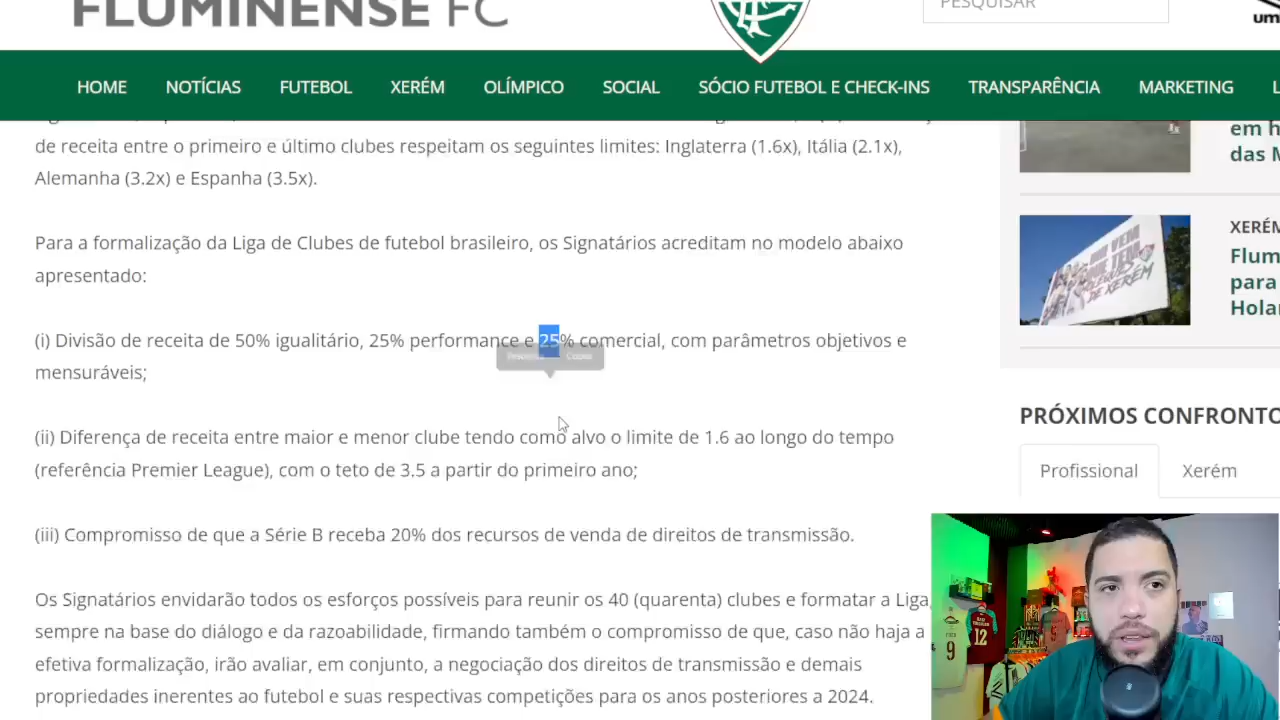 FLUMINENSE FC
PESQUISAR
HOME NOTÍCIAS FUTEBOL XERÉM OLÍMPICO SOCIAL SÓCIO FUTEBOL E CHECK-INS TRANSPARÊNCIA MARKETING
de receita entre o primeiro e último clubes respeitam os seguintes limites: Inglaterra (1.6x), Itália (2.1x),
Alemanha (3.2x) e Espanha (3.5x).
Para a formalização da Liga de Clubes de futebol brasileiro, os Signatários acreditam no modelo abaixo
apresentado:
(i) Divisão de receita de 50% igualitário, 25% performance e 25% comercial, com parâmetros objetivos e
mensuráveis;
(ii) Diferença de receita entre maior e menor clube tendo como alvo o limite de 1.6 ao longo do tempo
(referência Premier League), com o teto de 3.5 a partir do primeiro ano;
(iii) Compromisso de que a Série B receba 20% dos recursos de venda de direitos de transmissão.
Os Signatários envidarão todos os esforços possíveis para reunir os 40 (quarenta) clubes e formatar a Liga,
sempre na base do diálogo e da razoabilidade, firmando também o compromisso de que, caso não haja a
efetiva formalização, irão avaliar, em conjunto, a negociação dos direitos de transmissão e demais
propriedades inerentes ao futebol e suas respectivas competições para os anos posteriores a 2024.
em h
das M
XERÉM
Flum
para
Holar
PRÓXIMOS CONFRONTO
Profissional Xerém
9
12
9